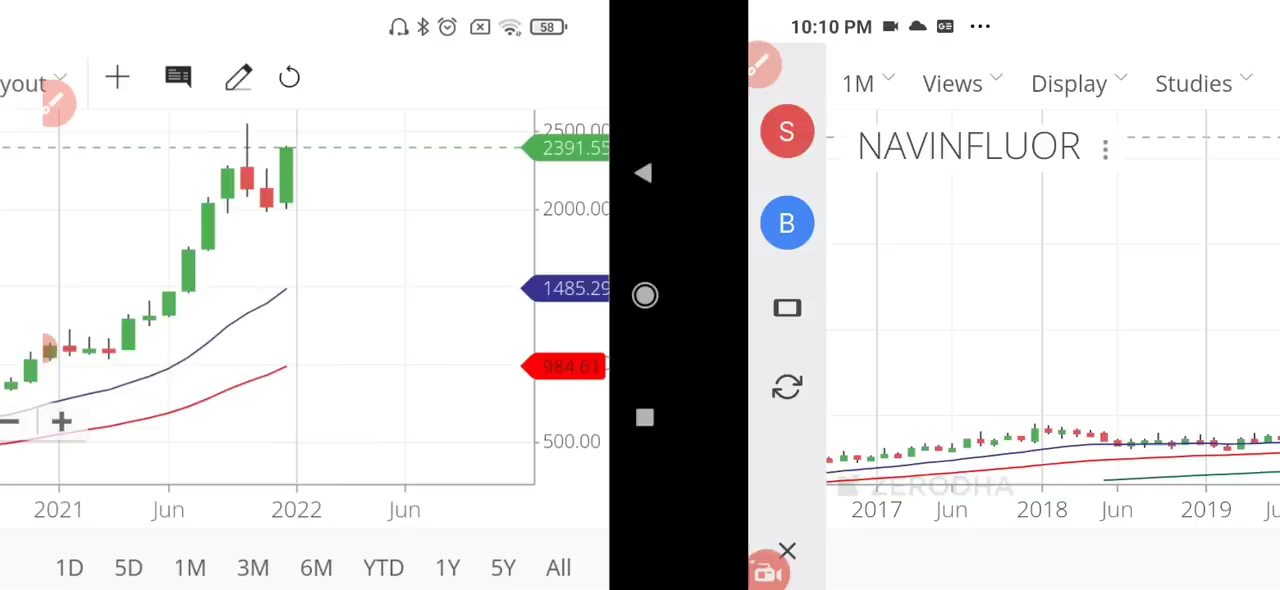 58
yout
2500.00
2391.55
2000.00
1485.29
984.61
500.00
2021 Jun 2022 Jun
1D 5D 1M 3M 6M YTD 1Y 5Y All
10:10 PM GE ...
1M Views Display Studies
S
NAVINFLUOR
B
ZERODHA
2017 Jun 2018 Jun 2019 Ju